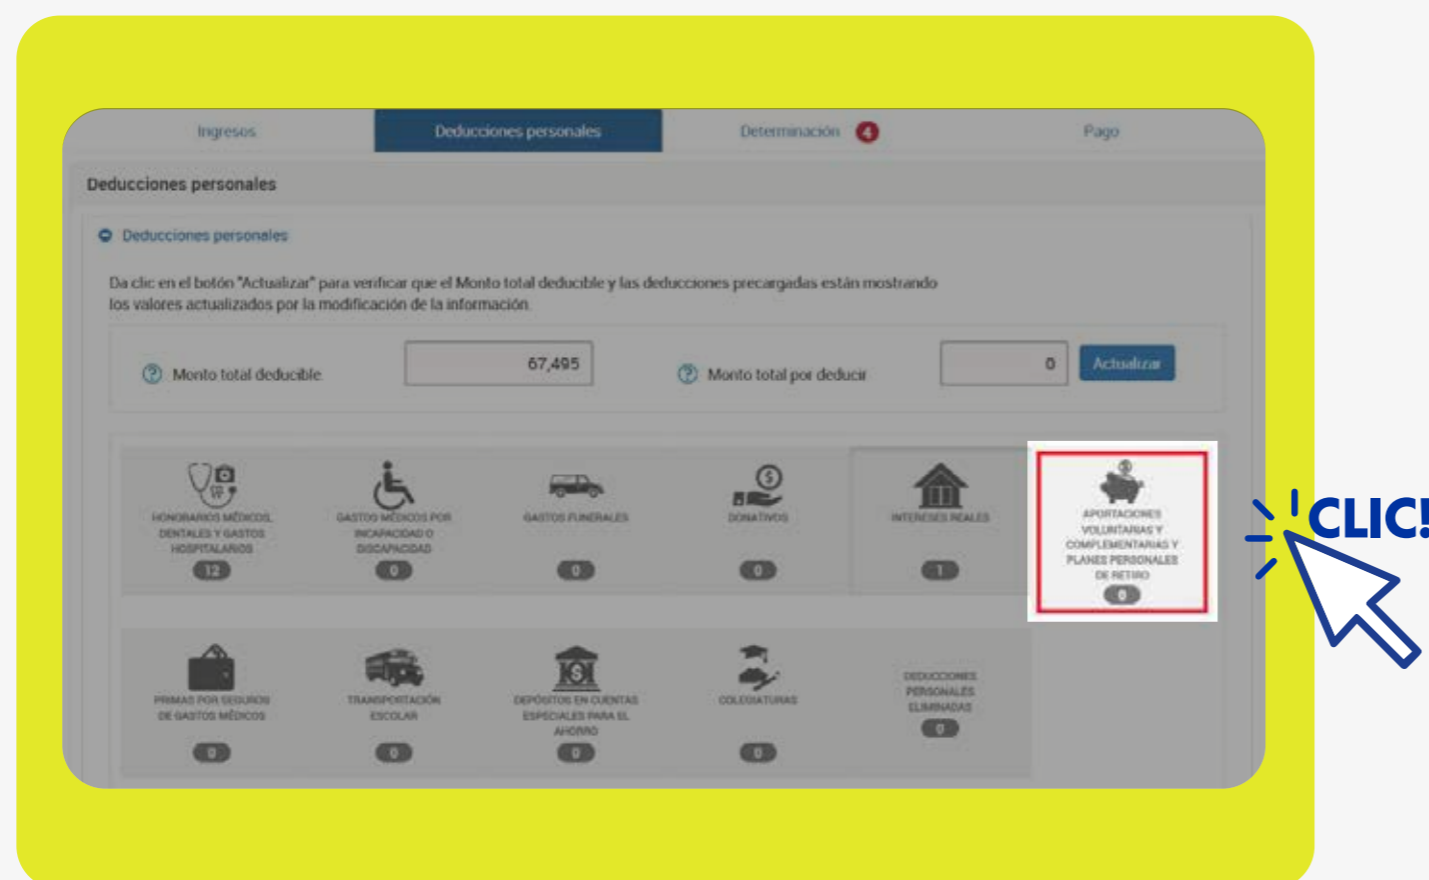 Ingresos
Deducciones personales
Determinación 4
Pago
Deducciones personales
Deducciones personales
Da clic en el botón "Actualizar" para verificar que el Monto total deducible y las deducciones precargadas están mostrando
los valores actualizados por la modificación de la información.
? Monto total deducible
67,495
? Monto total por deducir
0
Actualizar
HONORARIOS MÉDICOS,
DENTALES Y GASTOS
HOSPITALARIOS
12
GASTOS MÉDICOS POR
INCAPACIDAD O
DISCAPACIDAD
0
GASTOS FUNERALES
0
DONATIVOS
0
INTERESES REALES
1
APORTACIONES
VOLUNTARIAS Y
COMPLEMENTARIAS Y
PLANES PERSONALES
DE RETIRO
0
CLIC!
PRIMAS POR SEGUROS
DE GASTOS MÉDICOS
0
TRANSPORTACIÓN
ESCOLAR
0
DEPÓSITOS EN CUENTAS
ESPECIALES PARA EL
AHORRO
0
COLEGIATURAS
0
DEDUCCIONES
PERSONALES
ELIMINADAS
0